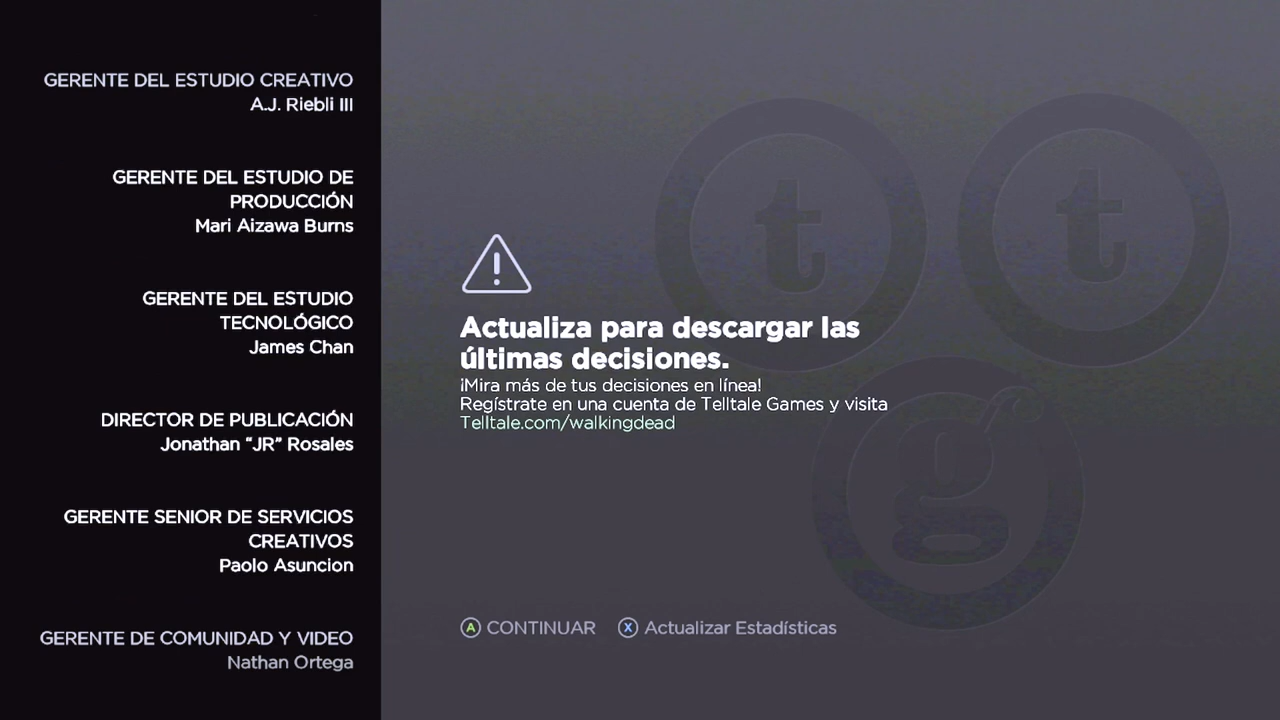 GERENTE DEL ESTUDIO CREATIVO
A.J. Riebli III
GERENTE DEL ESTUDIO DE
PRODUCCIÓN
Mari Aizawa Burns
GERENTE DEL ESTUDIO
TECNOLÓGICO
James Chan
DIRECTOR DE PUBLICACIÓN
Jonathan “JR” Rosales
GERENTE SENIOR DE SERVICIOS
CREATIVOS
Paolo Asuncion
GERENTE DE COMUNIDAD Y VIDEO
Nathan Ortega
t t
g
Actualiza para descargar las
últimas decisiones.
¡Mira más de tus decisiones en línea!
Regístrate en una cuenta de Telltale Games y visita
Telltale.com/walkingdead
A CONTINUAR X Actualizar Estadísticas